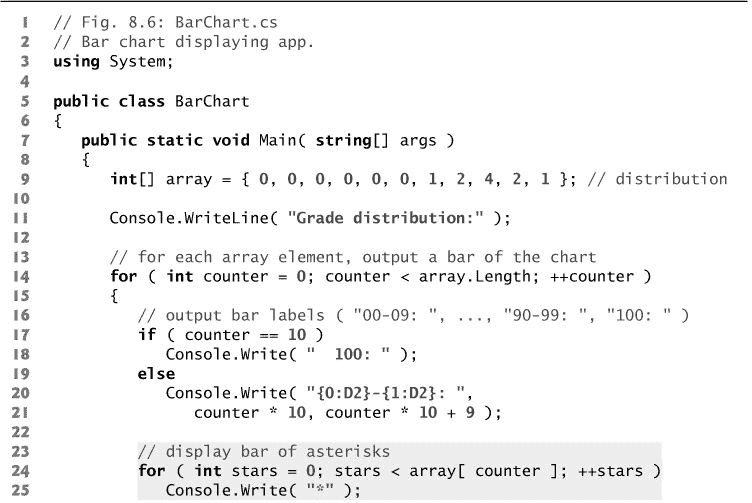 1 // Fig. 8.6: BarChart.cs
2 // Bar chart displaying app.
3 using System;
4
5 public class BarChart
6 {
7    public static void Main( string[] args )
8    {
9       int[] array = { 0, 0, 0, 0, 0, 0, 1, 2, 4, 2, 1 }; // distribution
10
11       Console.WriteLine( "Grade distribution:" );
12
13       // for each array element, output a bar of the chart
14       for ( int counter = 0; counter < array.Length; ++counter )
15       {
16          // output bar labels ( "00-09: ", ..., "90-99: ", "100: " )
17          if ( counter == 10 )
18             Console.Write( "  100: " );
19          else
20             Console.Write( "{0:D2}-{1:D2}: ",
21                counter * 10, counter * 10 + 9 );
22
23          // display bar of asterisks
24          for ( int stars = 0; stars < array[ counter ]; ++stars )
25             Console.Write( "*" );